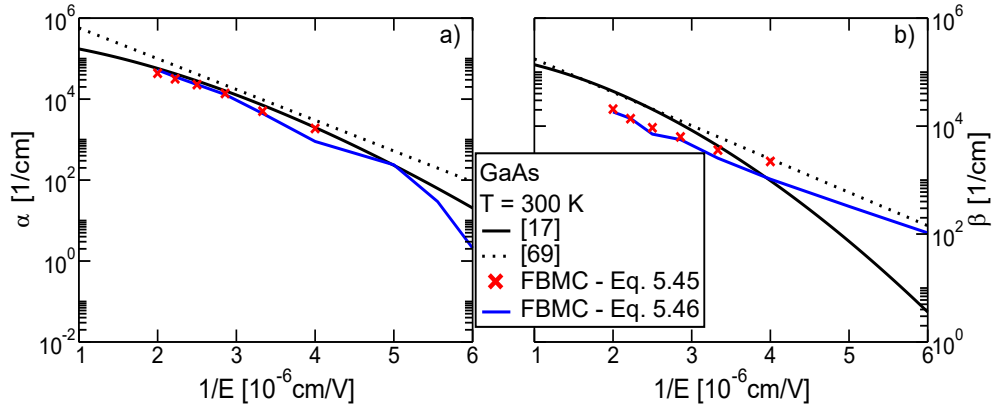 a)
10^6
10^4
10^2
10^0
10^-2
α [1/cm]
1 2 3 4 5 6
1/E [10^-6cm/V]
GaAs
T = 300 K
[17]
[69]
FBMC - Eq. 5.45
FBMC - Eq. 5.46
b)
10^6
10^4
10^2
10^0
β [1/cm]
1 2 3 4 5 6
1/E [10^-6cm/V]